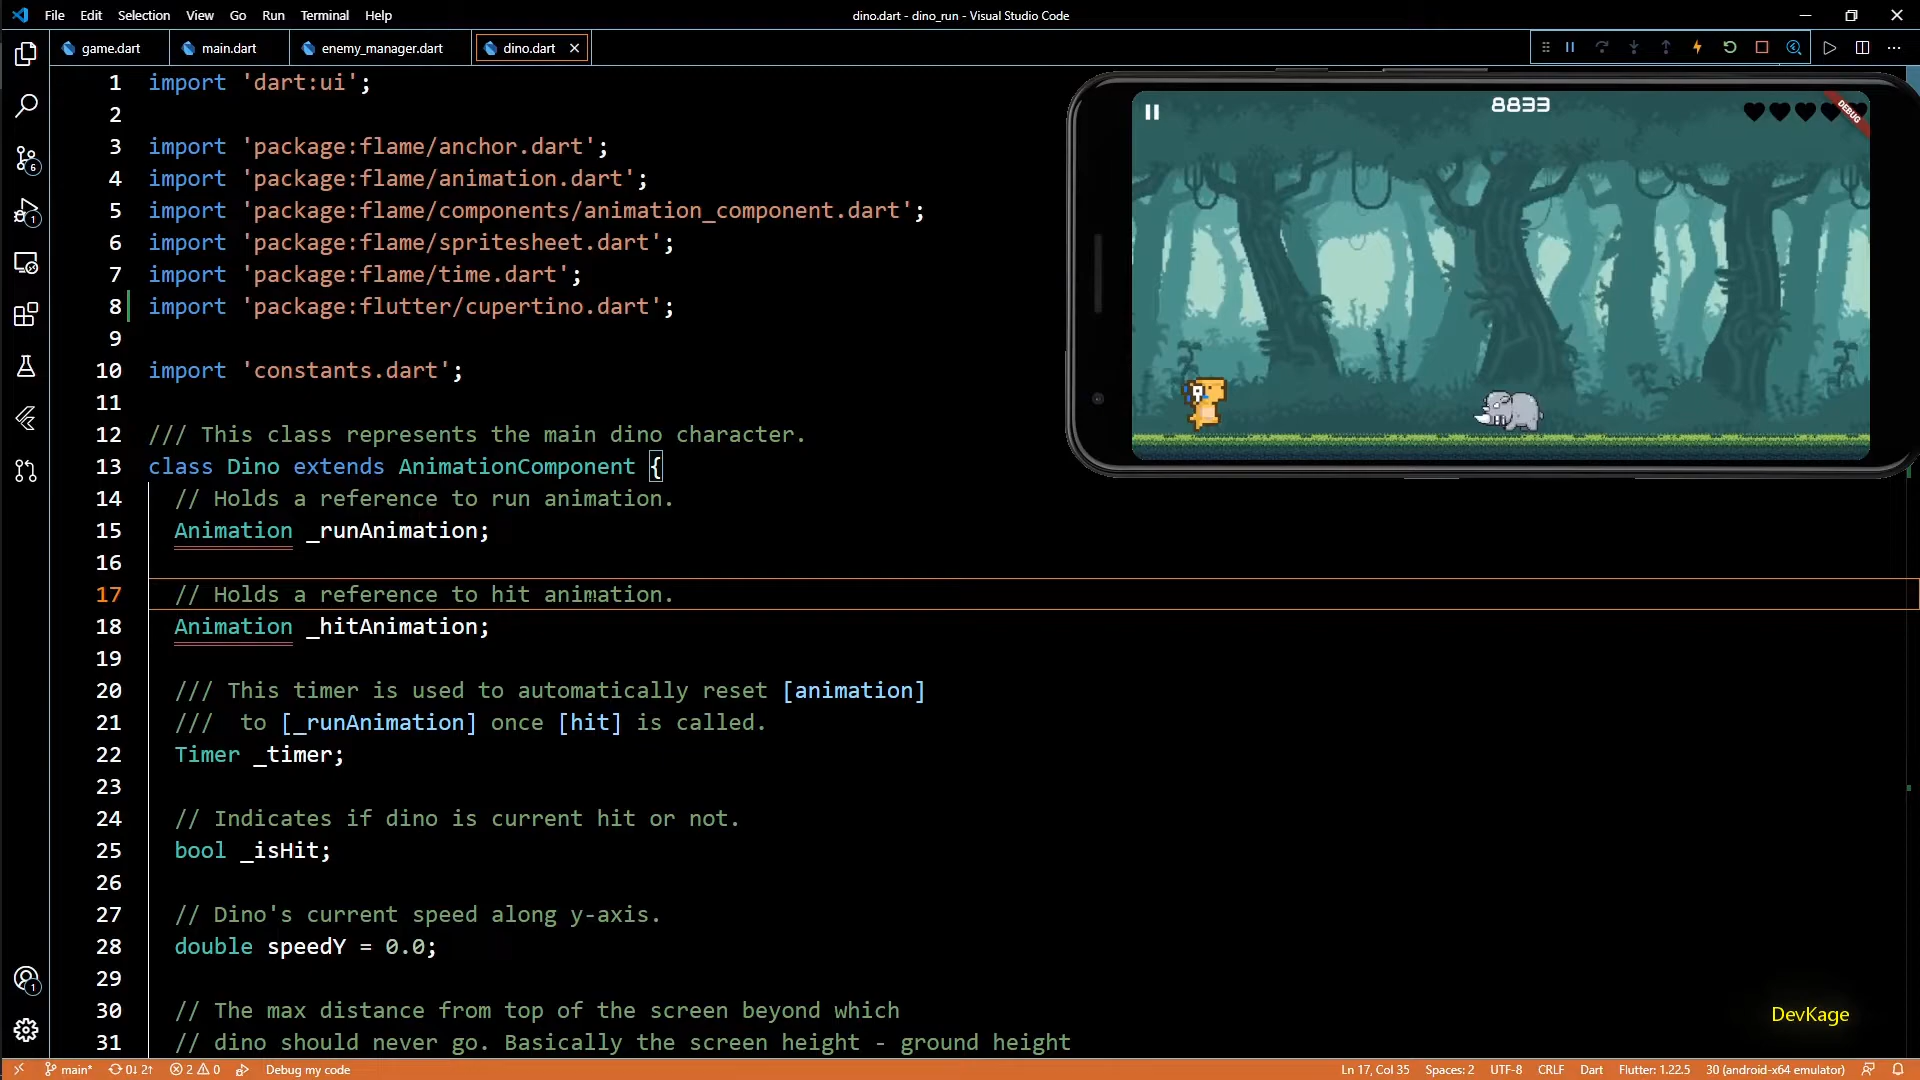 File Edit Selection View Go Run Terminal Help
dino.dart - dino_run - Visual Studio Code
game.dart main.dart enemy_manager.dart dino.dart
1 import 'dart:ui';
2
3 import 'package:flame/anchor.dart';
4 import 'package:flame/animation.dart';
5 import 'package:flame/components/animation_component.dart';
6 import 'package:flame/spritesheet.dart';
7 import 'package:flame/time.dart';
8 import 'package:flutter/cupertino.dart';
9
10 import 'constants.dart';
11
12 /// This class represents the main dino character.
13 class Dino extends AnimationComponent {
14 // Holds a reference to run animation.
15 Animation _runAnimation;
16
17 // Holds a reference to hit animation.
18 Animation _hitAnimation;
19
20 /// This timer is used to automatically reset [animation]
21 /// to [_runAnimation] once [hit] is called.
22 Timer _timer;
23
24 // Indicates if dino is current hit or not.
25 bool _isHit;
26
27 // Dino's current speed along y-axis.
28 double speedY = 0.0;
29
30 // The max distance from top of the screen beyond which
31 // dino should never go. Basically the screen height - ground height
8833
DEBUG
6
1
1
DevKage
main* 0↓ 2↑ 2 0 Debug my code
Ln 17, Col 35 Spaces: 2 UTF-8 CRLF Dart Flutter: 1.22.5 30 (android-x64 emulator)